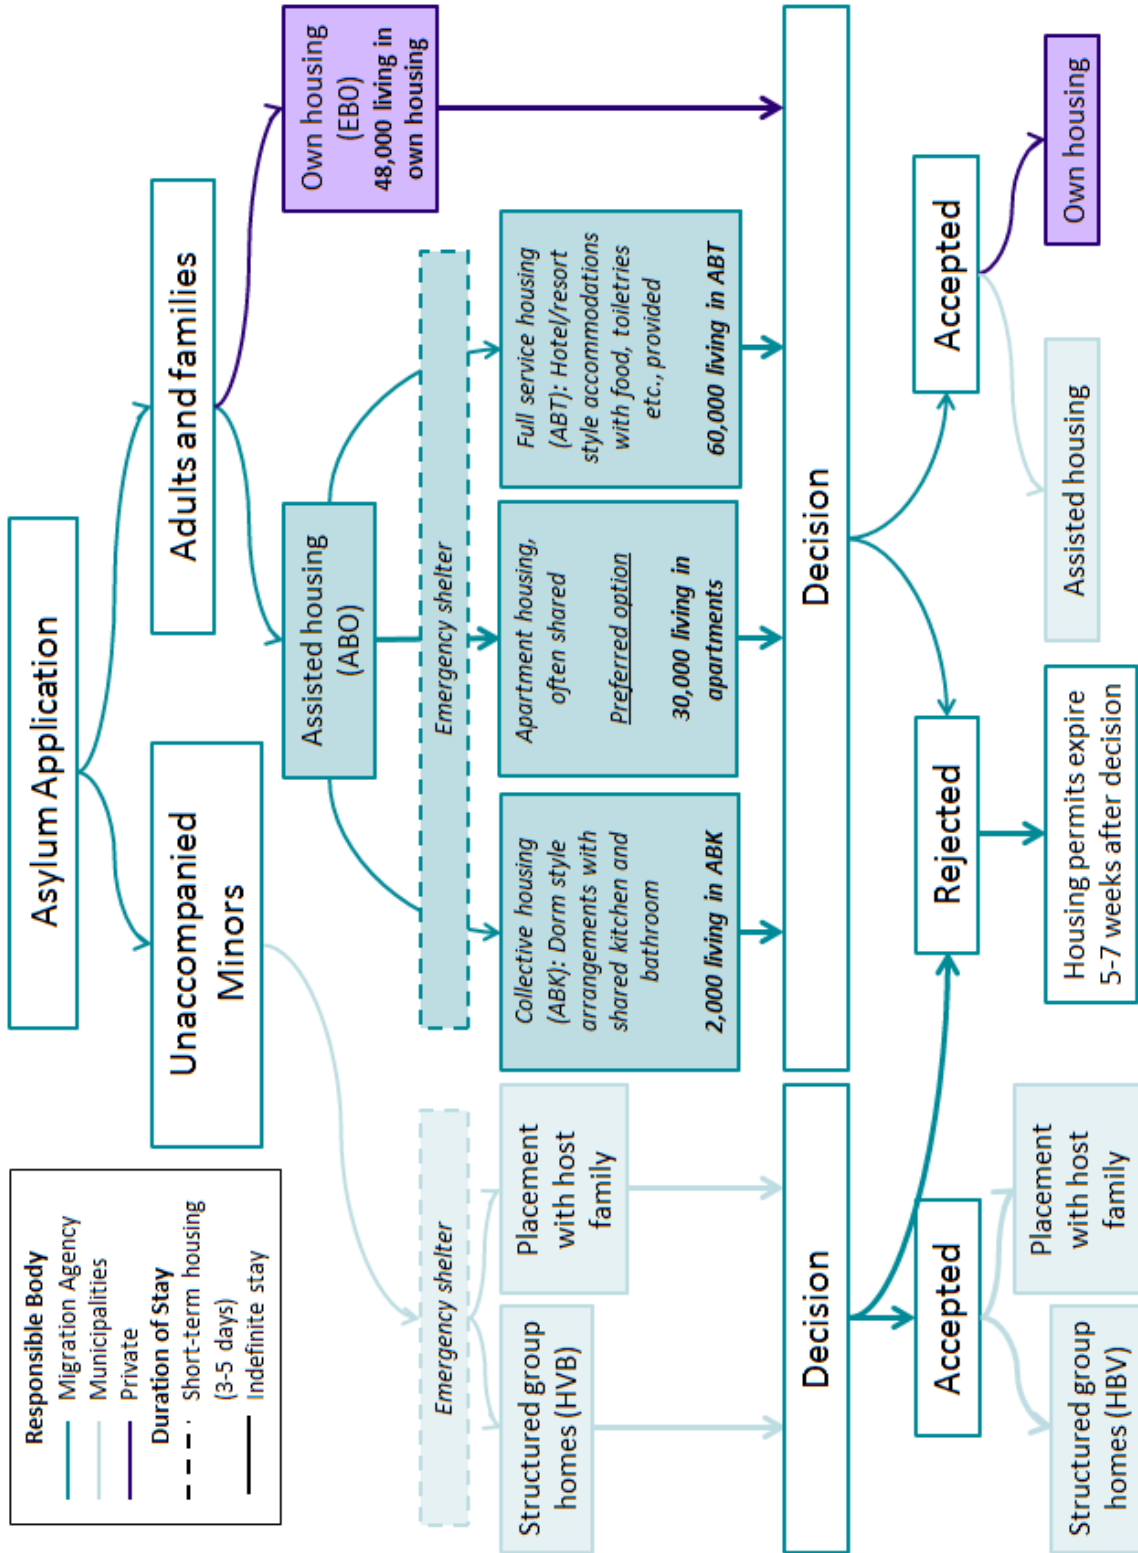 Responsible Body
Migration Agency
Municipalities
Private
Duration of Stay
Short-term housing
(3-5 days)
Indefinite stay
Asylum Application
Unaccompanied
Minors
Adults and families
Assisted housing
(ABO)
Own housing
(EBO)
48,000 living in
own housing
Emergency shelter
Emergency shelter
Structured group
homes (HVB)
Placement
with host
family
Collective housing
(ABK): Dorm style
arrangements with
shared kitchen and
bathroom
2,000 living in ABK
Apartment housing,
often shared
Preferred option
30,000 living in
apartments
Full service housing
(ABT): Hotel/resort
style accommodations
with food, toiletries
etc., provided
60,000 living in ABT
Decision
Decision
Accepted
Rejected
Accepted
Structured group
homes (HBV)
Placement
with host
family
Housing permits expire
5-7 weeks after decision
Assisted housing
Own housing